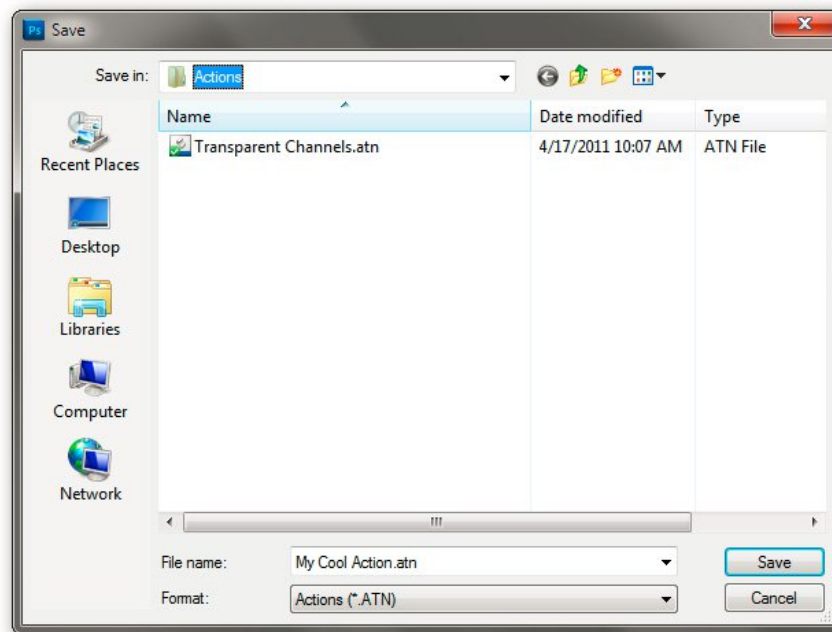 Ps Save
Save in: Actions
Name Date modified Type
Transparent Channels.atn 4/17/2011 10:07 AM ATN File
Recent Places
Desktop
Libraries
Computer
Network
File name: My Cool Action.atn Save
Format: Actions (*.ATN) Cancel